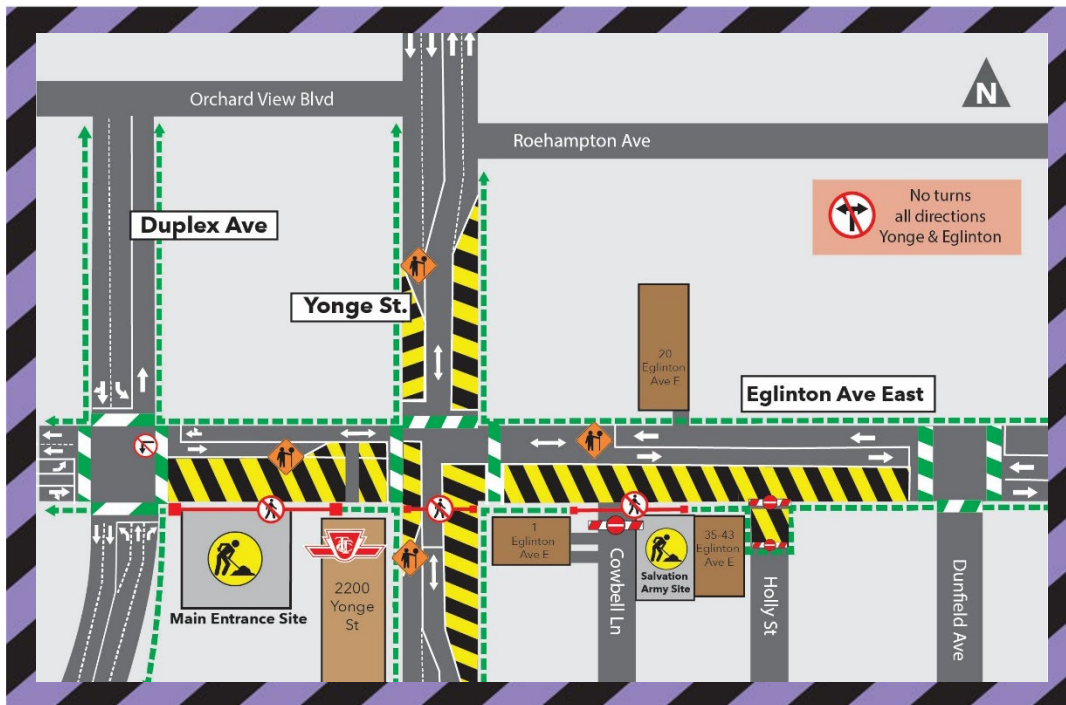 Orchard View Blvd
N
Roehampton Ave
No turns
all directions
Yonge & Eglinton
Duplex Ave
Yonge St.
20
Eglinton
Ave E
Eglinton Ave East
1
Eglinton
Ave E
35-43
Eglinton
Ave E
Salvation
Army Site
Cowbell Ln
Holly St
Dunfield Ave
TTC
2200
Yonge
St
Main Entrance Site